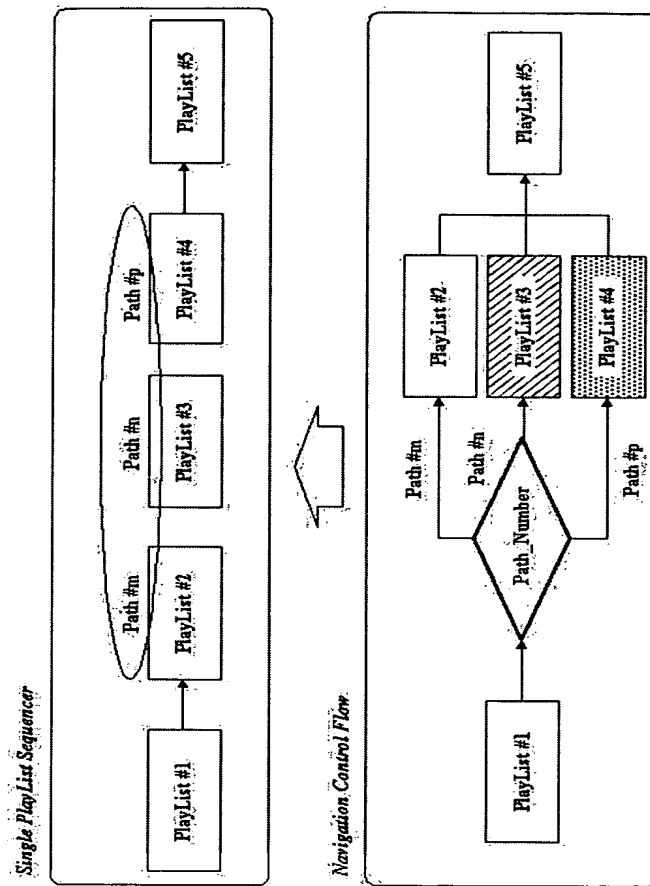 Single PlayList Sequencer
Path #m
Path #n
Path #p
PlayList #1
PlayList #2
PlayList #3
PlayList #4
PlayList #5
Navigation Control Flow
PlayList #1
Path_Number
Path #m
Path #n
Path #p
PlayList #2
PlayList #3
PlayList #4
PlayList #5